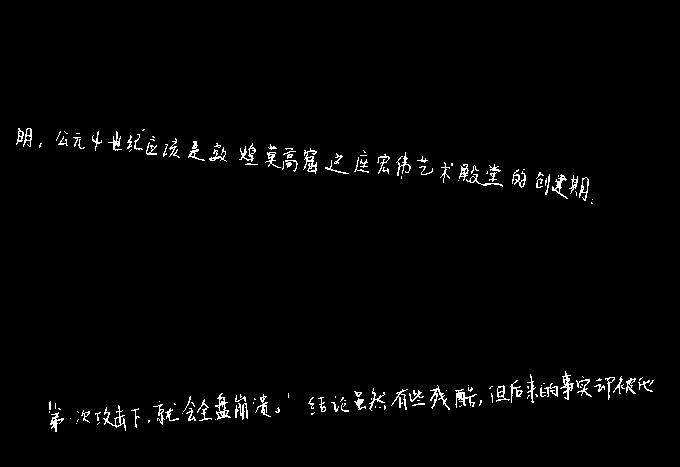 明，公元4世纪应该是敦煌莫高窟这座宏伟艺术殿堂的创建期.
第一次攻击下，就会全盘崩溃。”结论虽然有些残酷，但后来的事实却被他